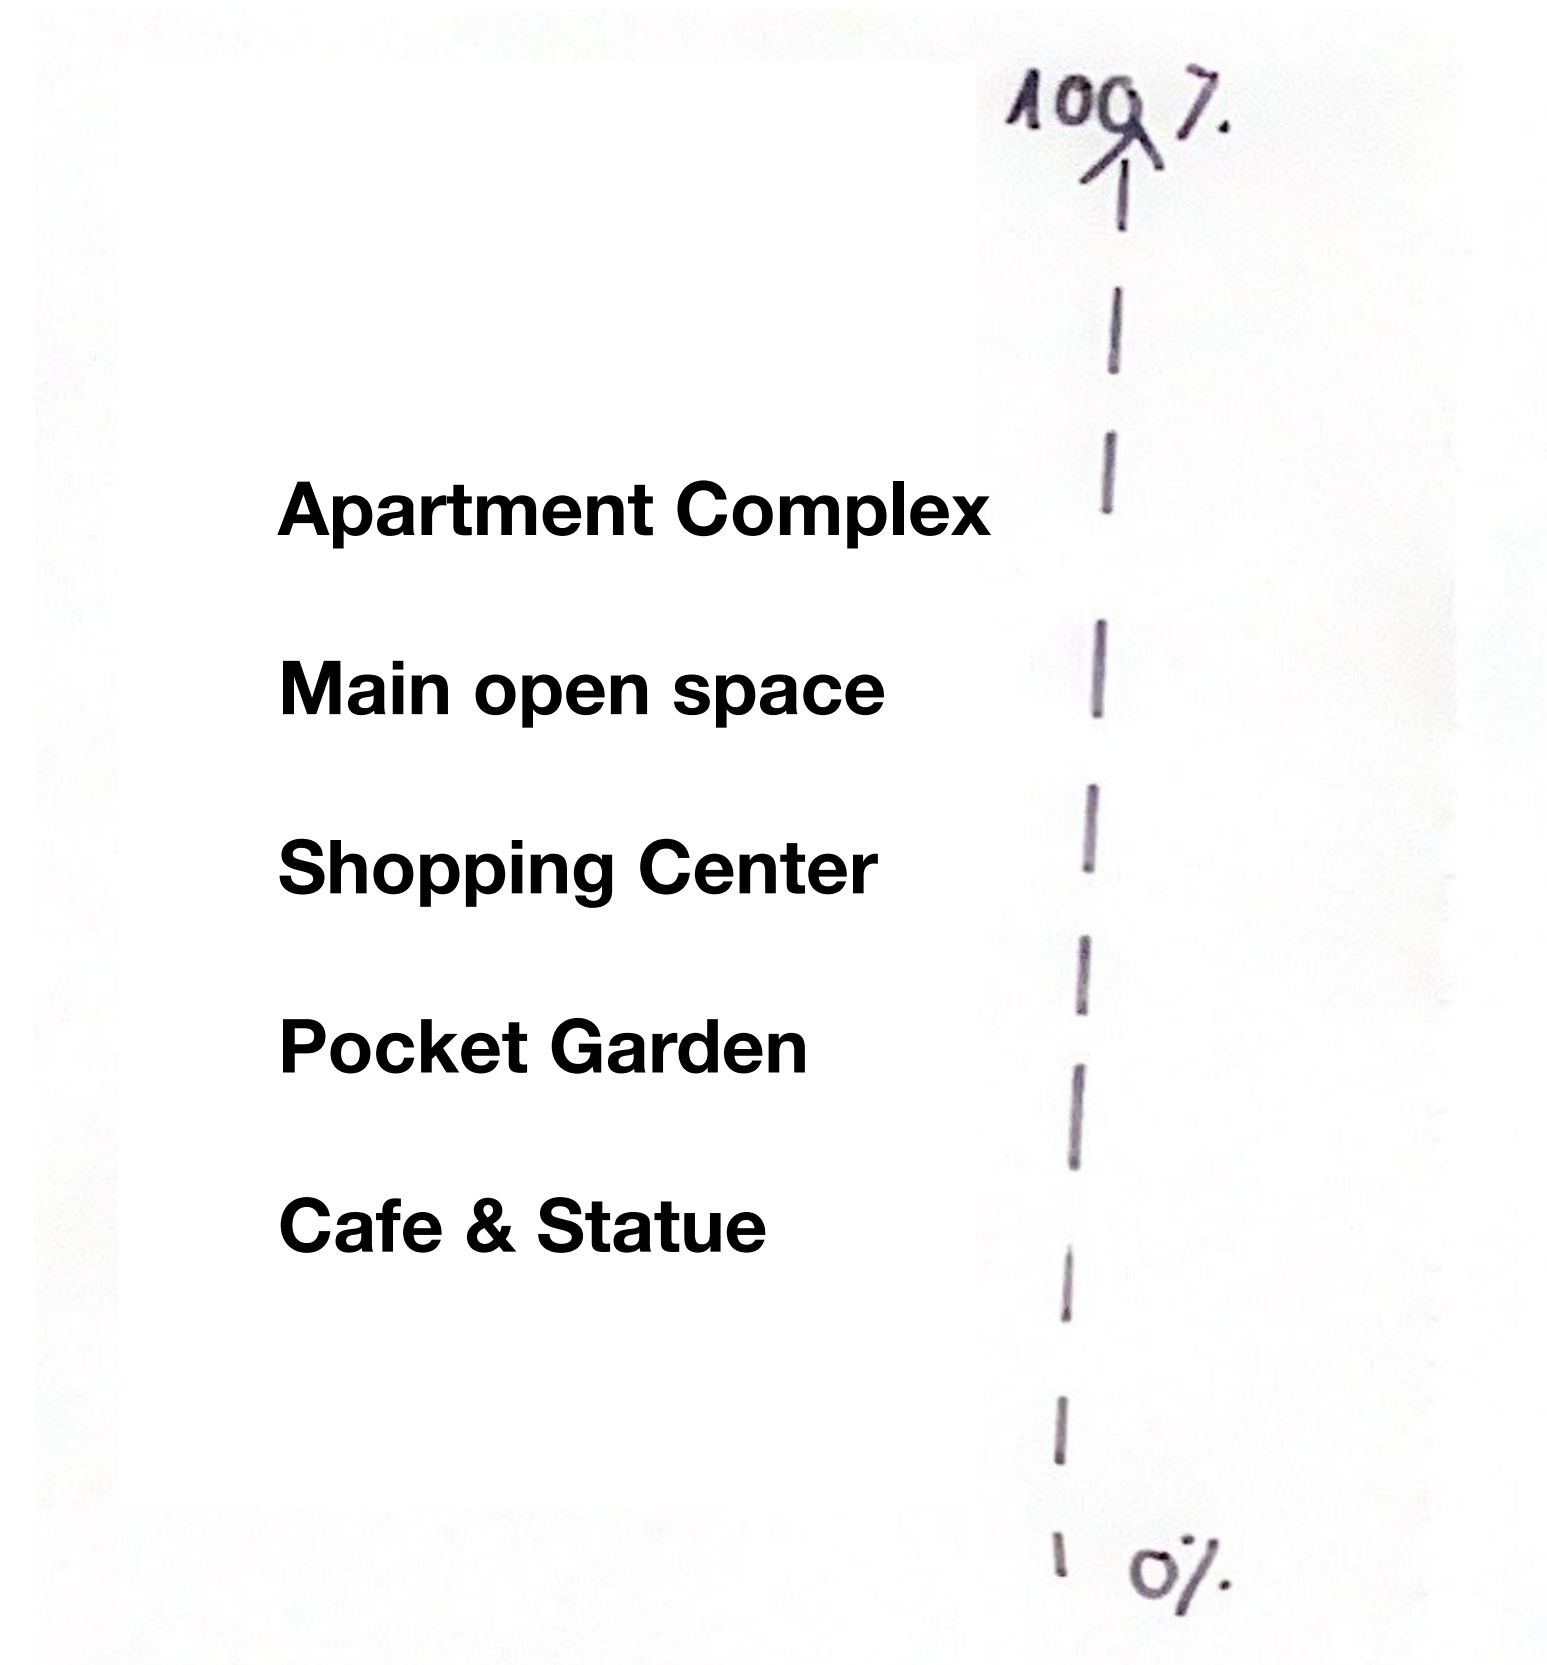 100%
Apartment Complex
Main open space
Shopping Center
Pocket Garden
Cafe & Statue
0%